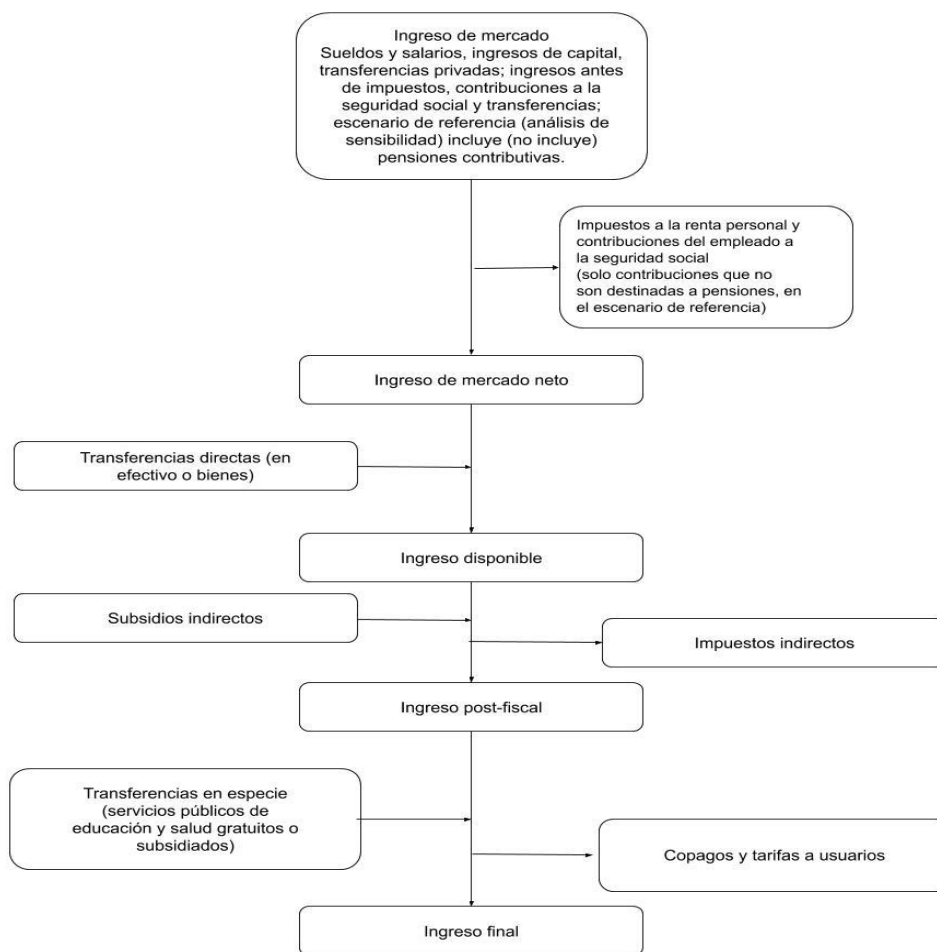 Ingreso de mercado
Sueldos y salarios, ingresos de capital,
transferencias privadas; ingresos antes
de impuestos, contribuciones a la
seguridad social y transferencias;
escenario de referencia (análisis de
sensibilidad) incluye (no incluye)
pensiones contributivas.
Impuestos a la renta personal y
contribuciones del empleado a
la seguridad social
(solo contribuciones que no
son destinadas a pensiones, en
el escenario de referencia)
Ingreso de mercado neto
Transferencias directas (en
efectivo o bienes)
Ingreso disponible
Subsidios indirectos
Impuestos indirectos
Ingreso post-fiscal
Transferencias en especie
(servicios públicos de
educación y salud gratuitos o
subsidiados)
Copagos y tarifas a usuarios
Ingreso final